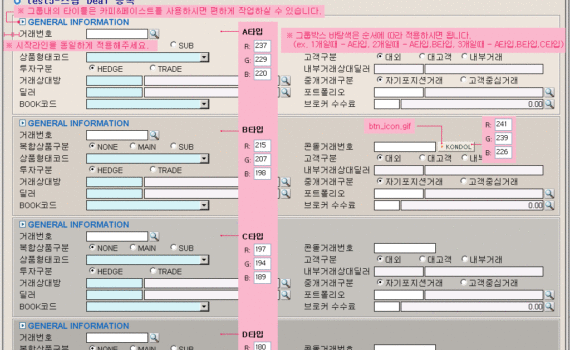 test5-스왑 Deal 등록
※ 그룹내의 타이틀은 카피&페이스트를 사용하시면 편하게 작업하실 수 있습니다.
GENERAL INFORMATION
거래번호
※ 시작라인을 동일하게 적용해주세요.
SUB
상품형태코드
투자구분 HEDGE TRADE
거래상대방
딜러
BOOK코드
A타입
R: 237
G: 229
B: 220
※ 그룹박스 바탕색은 순서에 따라 적용하시면 됩니다.
(ex. 1개일때 - A타입, 2개일때 - A타입,B타입, 3개일때 - A타입,B타입,C타입)
고객구분 대외 대고객 내부거래
내부거래상대딜러
중개거래구분 자기포지션거래 고객중심거래
포트폴리오
브로커 수수료 0.00
GENERAL INFORMATION
거래번호
복합상품구분 NONE MAIN SUB
상품형태코드
투자구분 HEDGE TRADE
거래상대방
딜러
BOOK코드
B타입
R: 215
G: 207
B: 198
btn_icon.gif
R: 241
G: 239
B: 226
콘돌거래번호 KONDOL
고객구분 대외 대고객
내부거래상대딜러
중개거래구분 자기포지션거래 고객중심거래
포트폴리오
브로커 수수료 0.00
GENERAL INFORMATION
거래번호
복합상품구분 NONE MAIN SUB
상품형태코드
투자구분 HEDGE TRADE
거래상대방
딜러
BOOK코드
C타입
R: 197
G: 194
B: 189
콘돌거래번호
고객구분 대외 대고객 내부거래
내부거래상대딜러
중개거래구분 자기포지션거래 고객중심거래
포트폴리오
브로커 수수료 0.00
GENERAL INFORMATION
거래번호
복합상품구분 NONE MAIN SUB
D타입
R: 180
콘돌거래번호